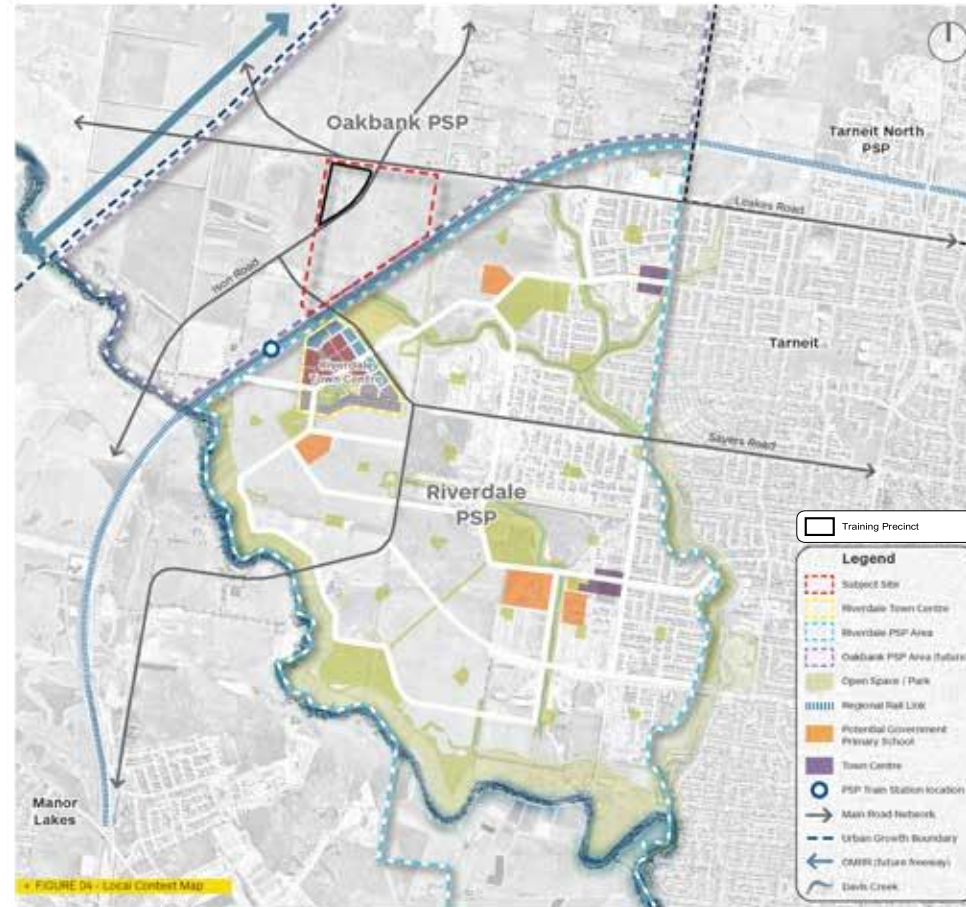 Oakbank PSP
Tarneit North
PSP
Leakes Road
Ison Road
Tarneit
Riverdale
Town Centre
Sayers Road
Riverdale
PSP
Training Precinct
Legend
Subject Site
Riverdale Town Centre
Riverdale PSP Area
Oakbank PSP Area (future
Open Space / Park
Regional Rail Link
Potential Government
Primary School
Town Centre
PSP Train Station location
Main Road Network
Urban Growth Boundary
OMR (future freeway)
Davis Creek
Manor
Lakes
FIGURE 04 - Local Context Map